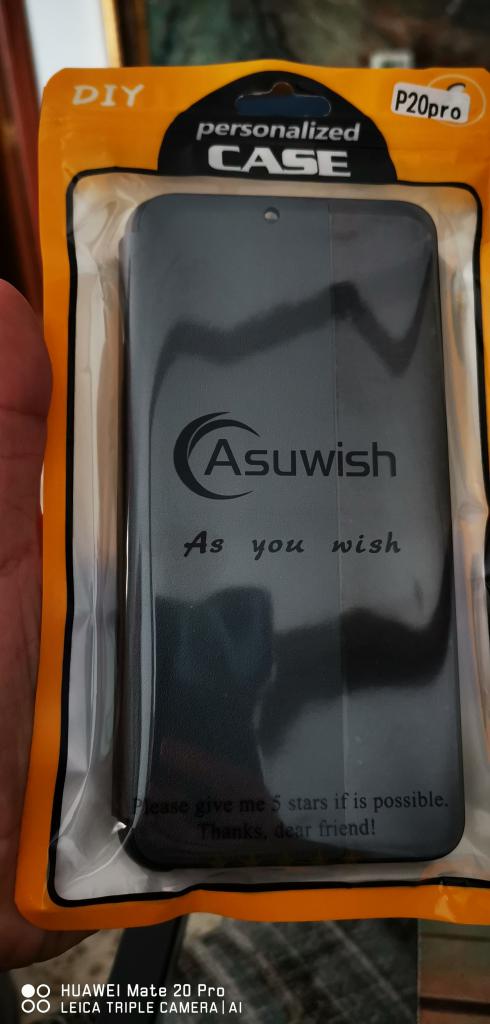 DIY
P20pro
personalized
CASE
Asuwish
As you wish
Please give me 5 stars if is possible.
Thanks, dear friend!
HUAWEI Mate 20 Pro
LEICA TRIPLE CAMERA | AI